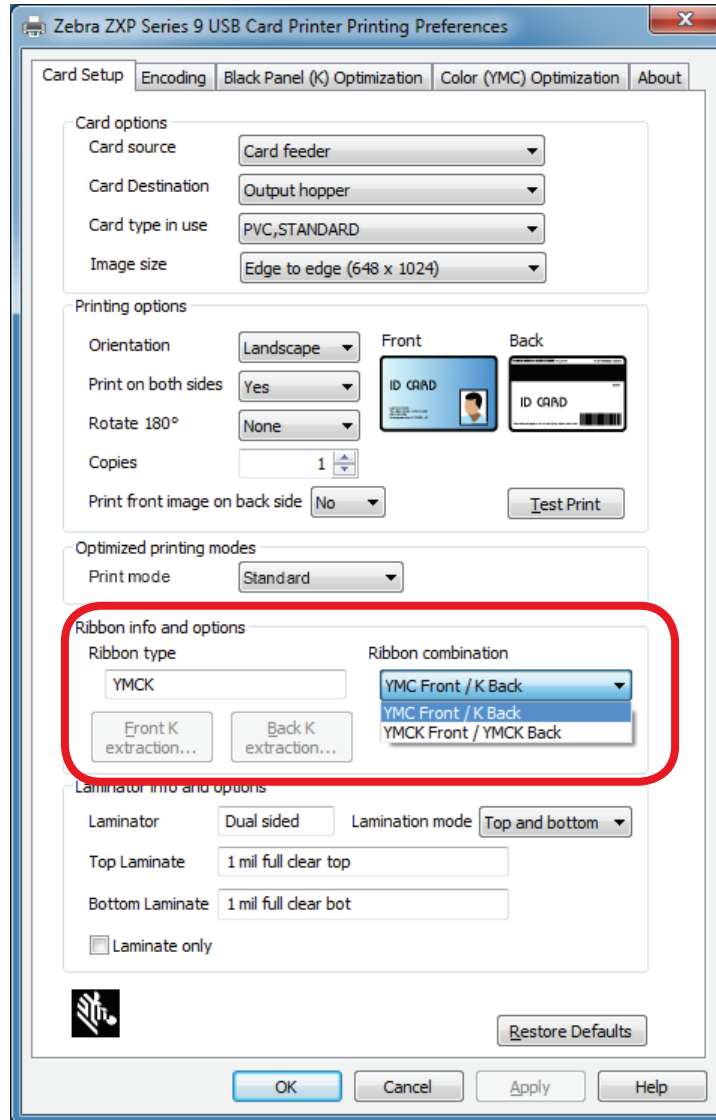 Zebra ZXP Series 9 USB Card Printer Printing Preferences
Card Setup Encoding Black Panel (K) Optimization Color (YMC) Optimization About
Card options
Card source Card feeder
Card Destination Output hopper
Card type in use PVC,STANDARD
Image size Edge to edge (648 x 1024)
Printing options
Orientation Landscape Front Back
Print on both sides Yes
ID CARD
ID CARD
Rotate 180° None
Copies 1
Print front image on back side No Test Print
Optimized printing modes
Print mode Standard
Ribbon info and options
Ribbon type Ribbon combination
YMCK YMC Front / K Back
YMC Front / K Back
YMCK Front / YMCK Back
Front K extraction...
Back K extraction...
Laminator info and options
Laminator Dual sided Lamination mode Top and bottom
Top Laminate 1 mil full clear top
Bottom Laminate 1 mil full clear bot
Laminate only
Restore Defaults
OK Cancel Apply Help